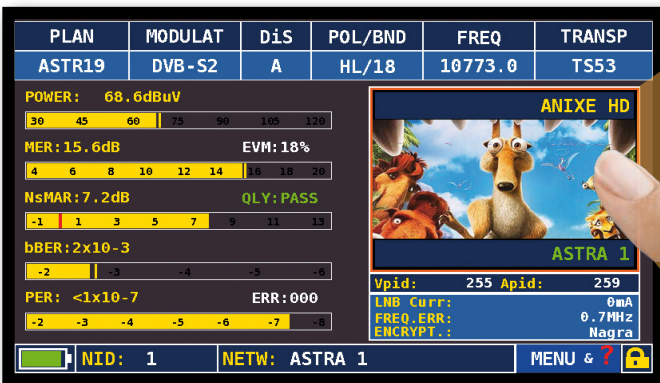 PLAN MODULAT DiS POL/BND FREQ TRANSP
ASTR19 DVB-S2 A HL/18 10773.0 TS53
POWER: 68.6dBuV
30 45 60 75 90 105 120
MER:15.6dB EVM:18%
4 6 8 10 12 14 16 18 20
NsMAR:7.2dB QLY:PASS
-1 1 3 5 7 9 11 13
bBER:2x10-3
-2 -3 -4 -5 -6
PER: <1x10-7 ERR:000
-2 -3 -4 -5 -6 -7 -8
ANIXE HD
ASTRA 1
Vpid: 255 Apid: 259
LNB Curr: 0mA
FREQ.ERR: 0.7MHz
ENCRYPT.: Nagra
NID: 1 NETW: ASTRA 1 MENU & ?